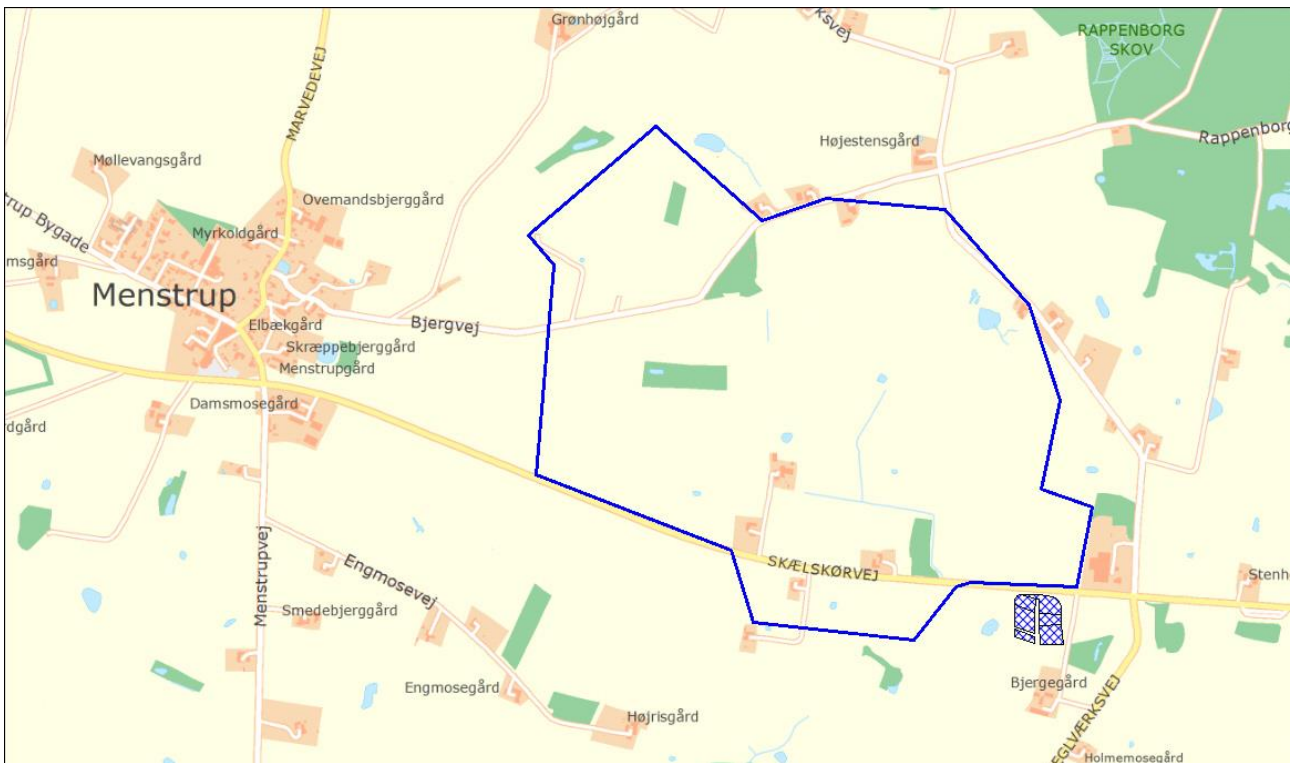 Grønhøjgård
ksvej
RAPPENBORG
SKOV
MARVEDEVEJ
Rappenborg
Højestensgård
Møllevangsgård
Ovemandsbjerggård
trup Bygade
Myrkoldgård
msgård
Menstrup
Elbækgård
Bjergvej
Skræppebjerggård
Menstrupgård
Damsmosegård
rdgård
SKÆLSKØRVEJ
Stenh
Engmosevej
Menstrupvej
Smedebjerggård
Engmosegård
Bjergegård
Højrisgård
EGLVÆRKSVEJ
Holmemosegård